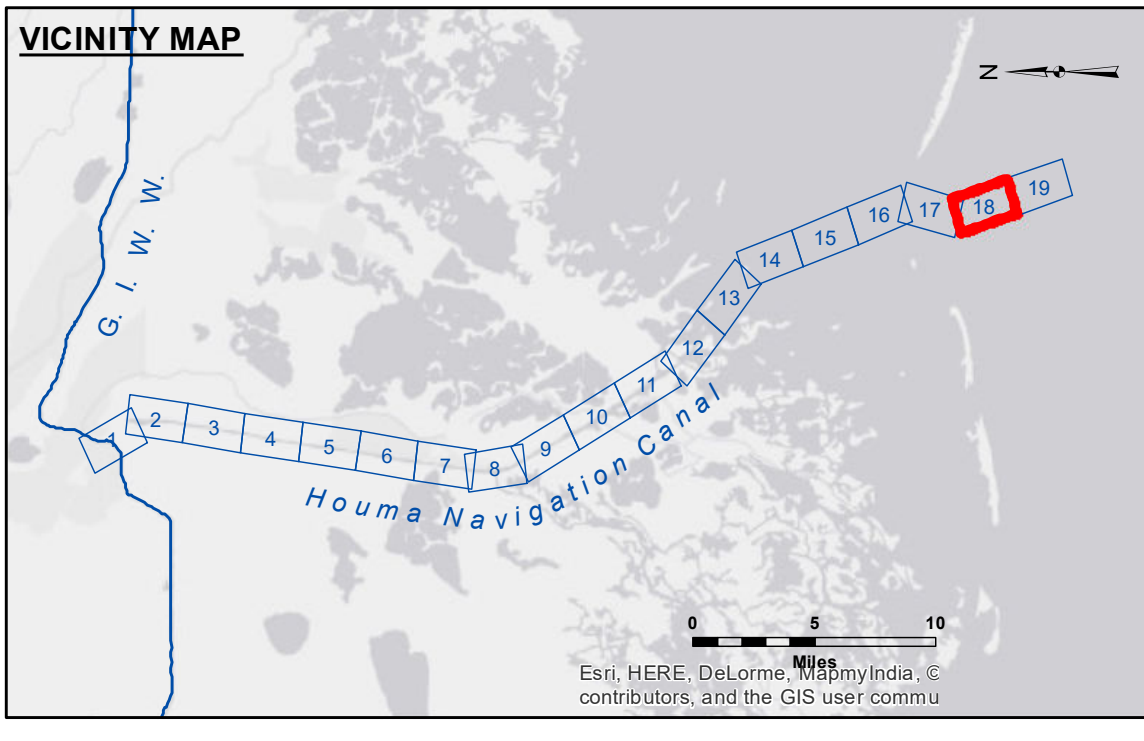 VICINITY MAP
N
G. I. W. W.
1
2
3
4
5
6
7
8
9
10
11
12
13
14
15
16
17
18
19
Houma Navigation Canal
0 5 10
Miles
Esri, HERE, DeLorme, MapmyIndia, ©
contributors, and the GIS user commu